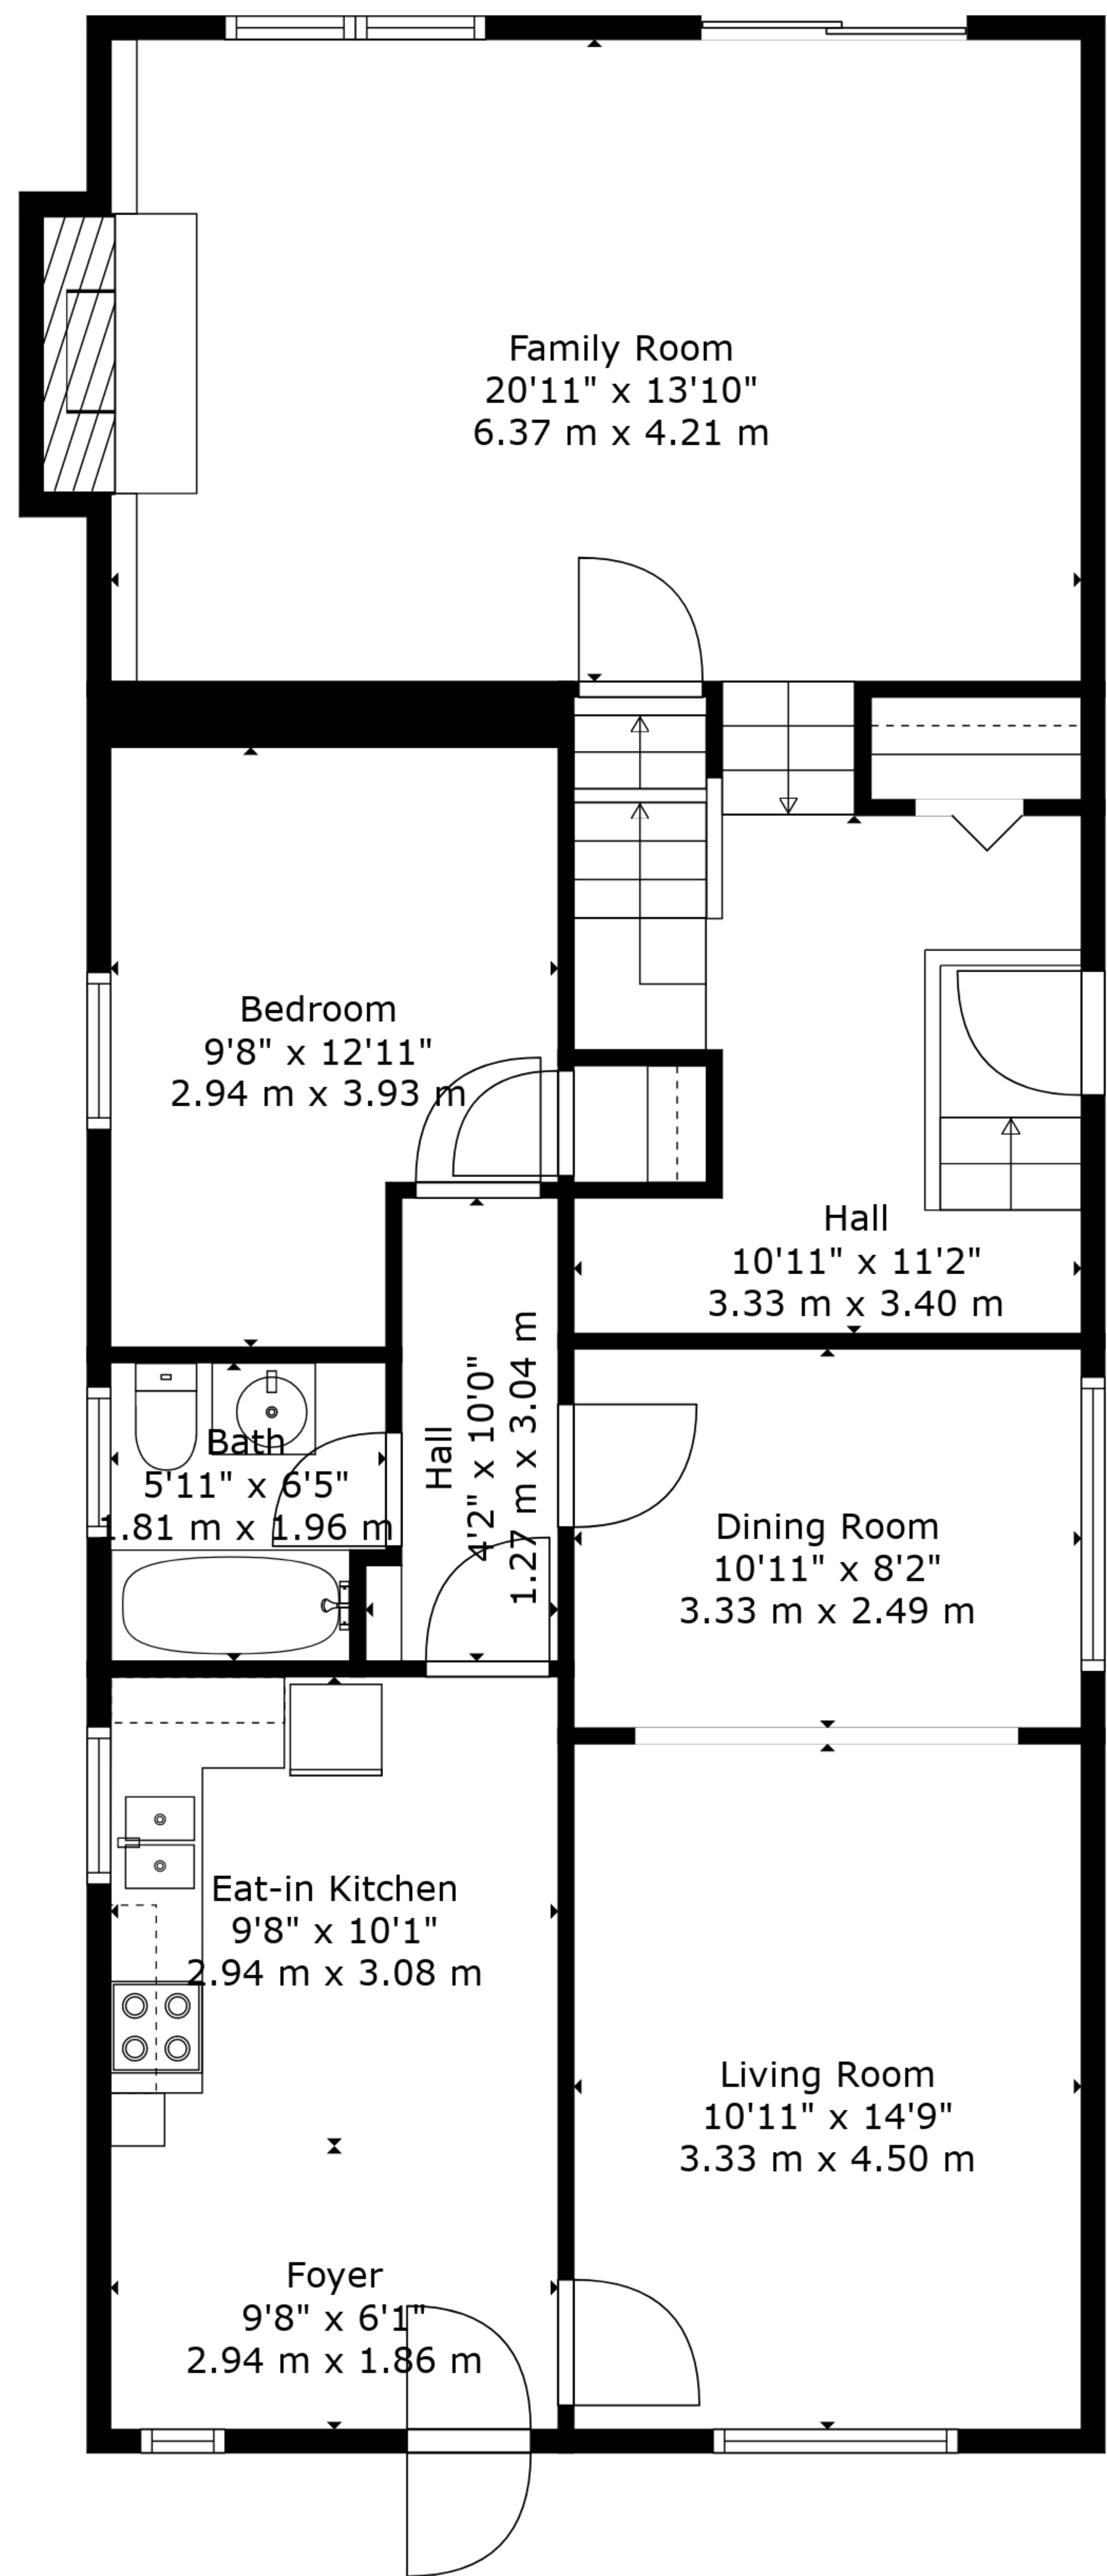 Family Room
20'11" x 13'10"
6.37 m x 4.21 m
Bedroom
9'8" x 12'11"
2.94 m x 3.93 m
Hall
10'11" x 11'2"
3.33 m x 3.40 m
Hall
4'2" x 10'0"
1.27 m x 3.04 m
Bath
5'11" x 6'5"
1.81 m x 1.96 m
Dining Room
10'11" x 8'2"
3.33 m x 2.49 m
Eat-in Kitchen
9'8" x 10'1"
2.94 m x 3.08 m
Living Room
10'11" x 14'9"
3.33 m x 4.50 m
Foyer
9'8" x 6'1"
2.94 m x 1.86 m